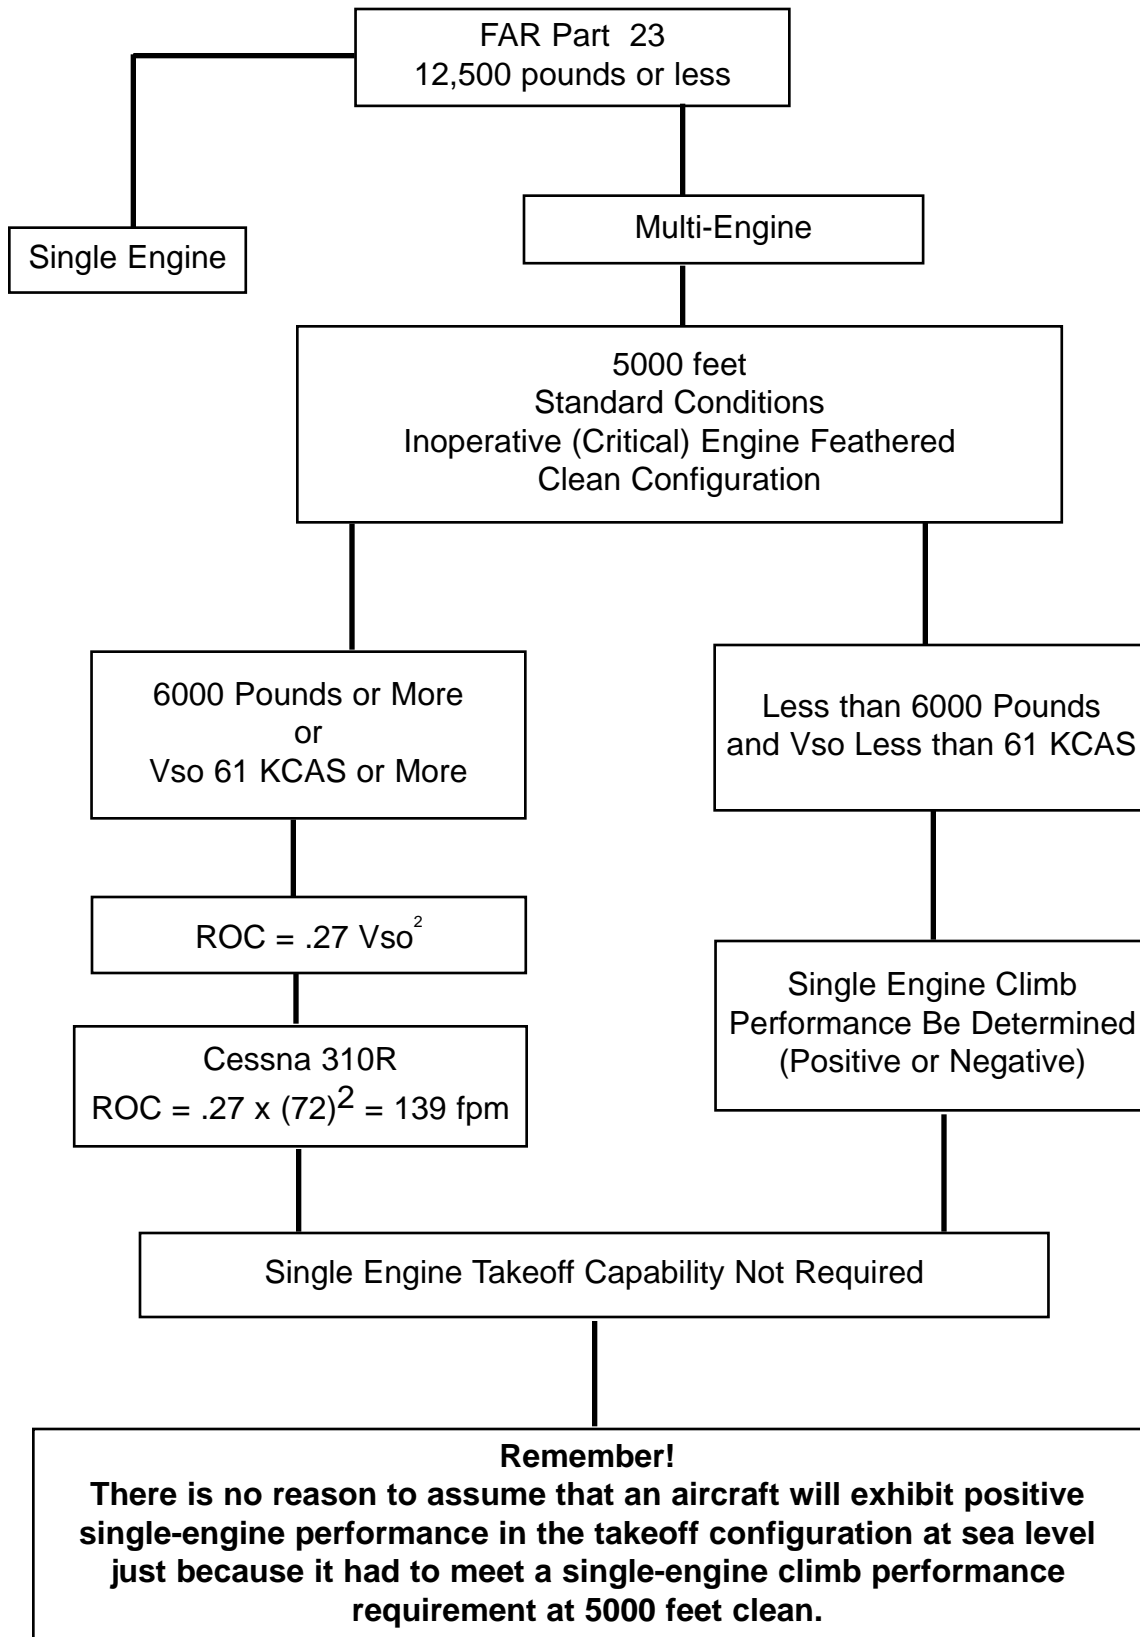 FAR Part 23
12,500 pounds or less
Single Engine
Multi-Engine
5000 feet
Standard Conditions
Inoperative (Critical) Engine Feathered
Clean Configuration
6000 Pounds or More
or
Vso 61 KCAS or More
Less than 6000 Pounds
and Vso Less than 61 KCAS
ROC = .27 Vso²
Single Engine Climb
Performance Be Determined
(Positive or Negative)
Cessna 310R
ROC = .27 x (72)² = 139 fpm
Single Engine Takeoff Capability Not Required
Remember!
There is no reason to assume that an aircraft will exhibit positive
single-engine performance in the takeoff configuration at sea level
just because it had to meet a single-engine climb performance
requirement at 5000 feet clean.